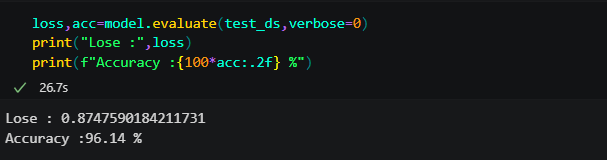 loss,acc=model.evaluate(test_ds,verbose=0)
print("Lose :",loss)
print(f"Accuracy :{100*acc:.2f} %")
26.7s
Lose : 0.8747590184211731
Accuracy :96.14 %